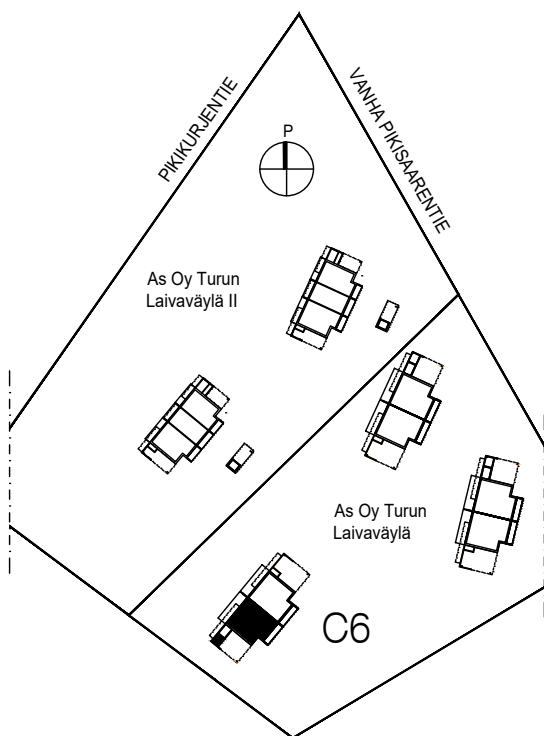 PIKIKURJENTIE
VANHA PIKISAARENTIE
P
As Oy Turun
Laivaväylä II
As Oy Turun
Laivaväylä
C6